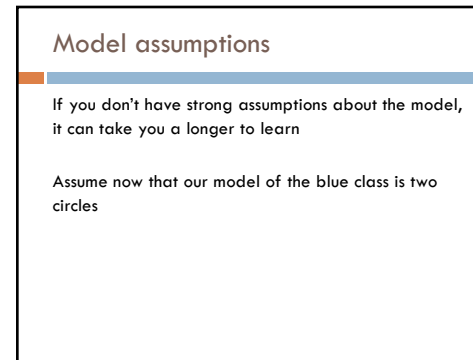 Model assumptions
If you don't have strong assumptions about the model,
it can take you a longer to learn
Assume now that our model of the blue class is two
circles